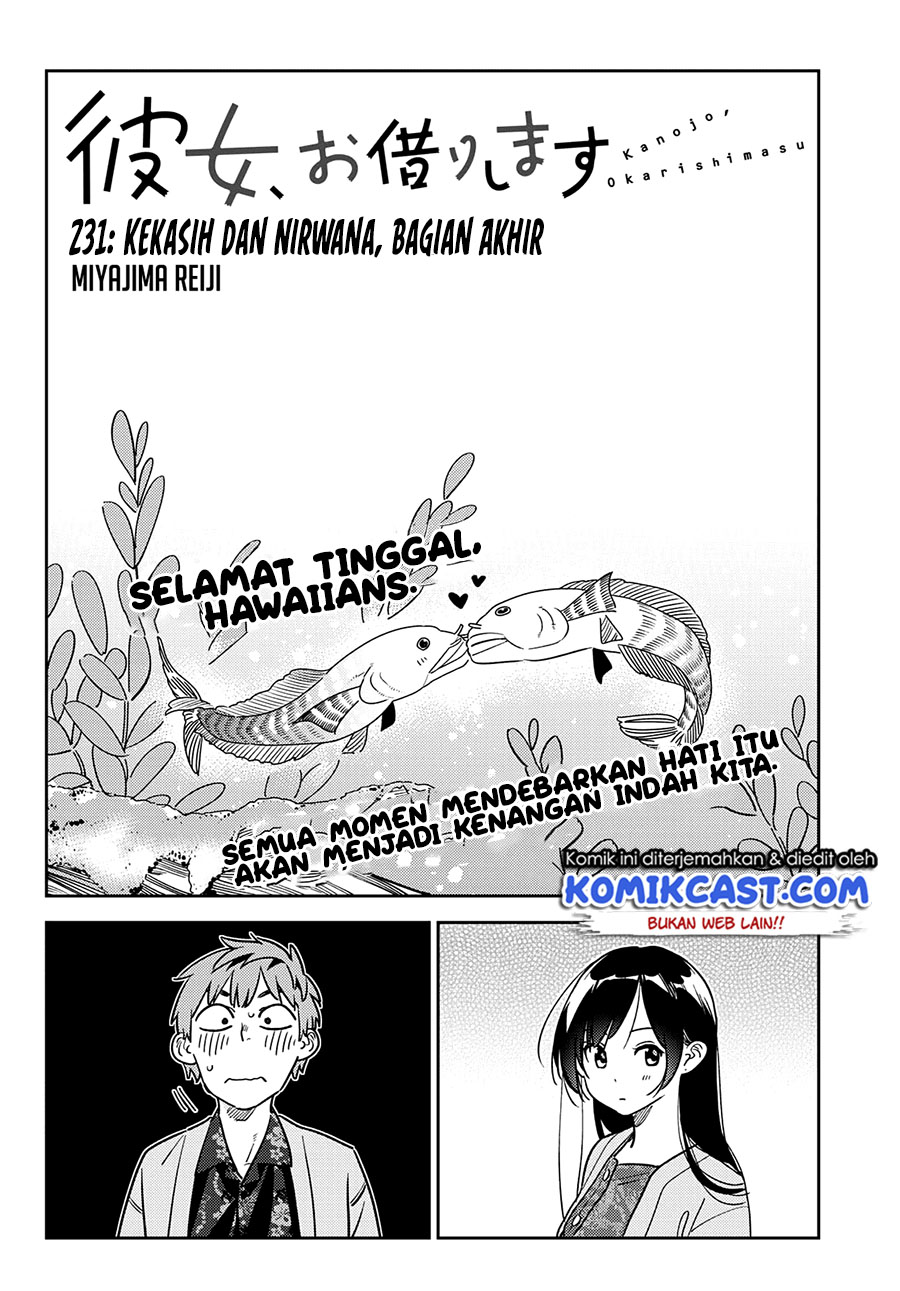 彼女、お借りします
Kanojo,
Okarishimasu
231: KEKASIH DAN NIRWANA, BAGIAN AKHIR
MIYAJIMA REIJI
SELAMAT TINGGAL,
HAWAIIANS.
SEMUA MOMEN MENDEBARKAN HATI ITU
AKAN MENJADI KENANGAN INDAH KITA.
Komik ini diterjemahkan & diedit oleh
KOMIKCAST.COM
BUKAN WEB LAIN!!